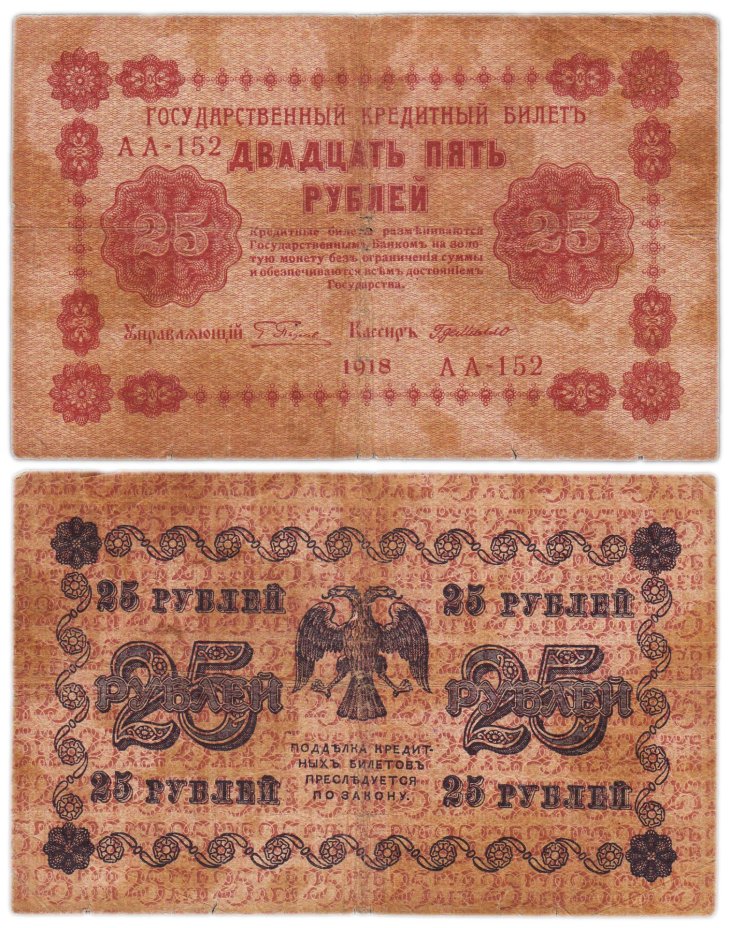 ГОСУДАРСТВЕННЫЙ КРЕДИТНЫЙ БИЛЕТЪ
АА-152 ДВАДЦАТЬ ПЯТЬ
РУБЛЕЙ
25 25
Кредитные билеты размѣниваются
Государственнымъ Банкомъ на золо-
тую монету безъ ограниченія суммы
и обезпечиваются всѣмъ достояніемъ
Государства.
Управляющій Кассиръ
1918 АА-152
25 РУБЛЕЙ 25 РУБЛЕЙ
25 РУБЛЕЙ 25 РУБЛЕЙ
ПОДДѢЛКА КРЕДИТ-
НЫХЪ БИЛЕТОВЪ
ПРЕСЛѢДУЕТСЯ
ПО ЗАКОНУ.
25 РУБЛЕЙ 25 РУБЛЕЙ